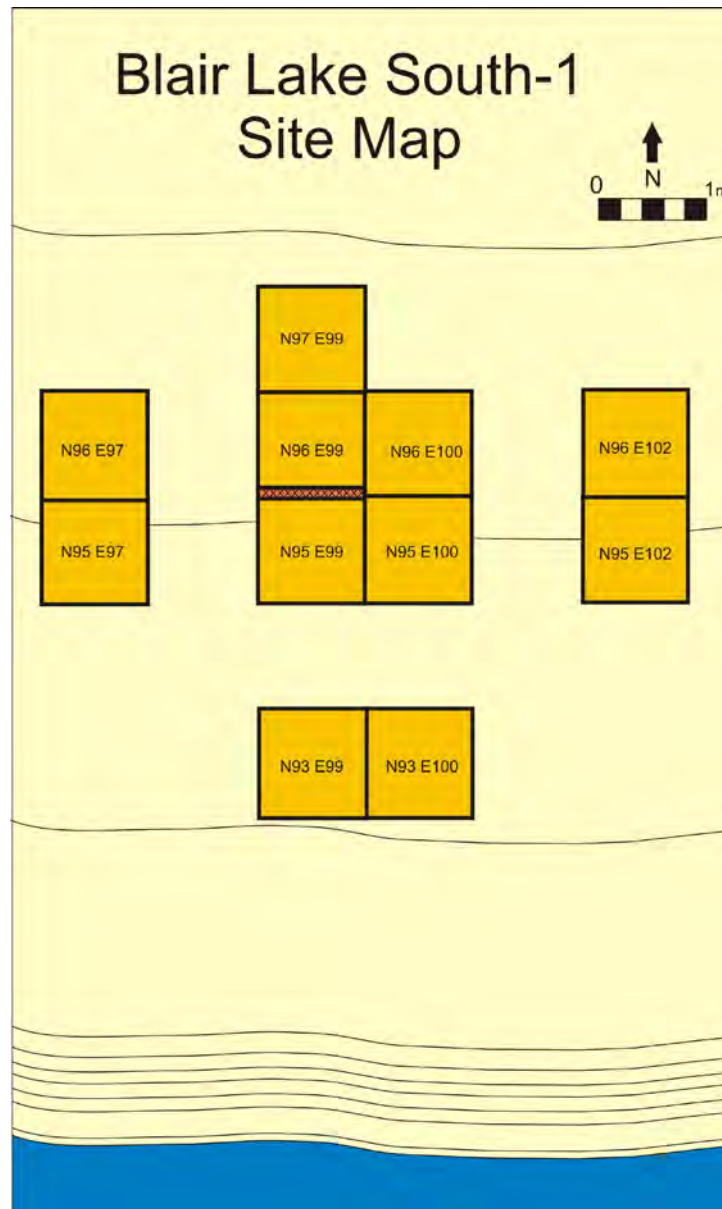 Blair Lake South-1
Site Map
N
0 1m
N97 E99
N96 E97
N96 E99
N96 E100
N96 E102
N95 E97
N95 E99
N95 E100
N95 E102
N93 E99
N93 E100